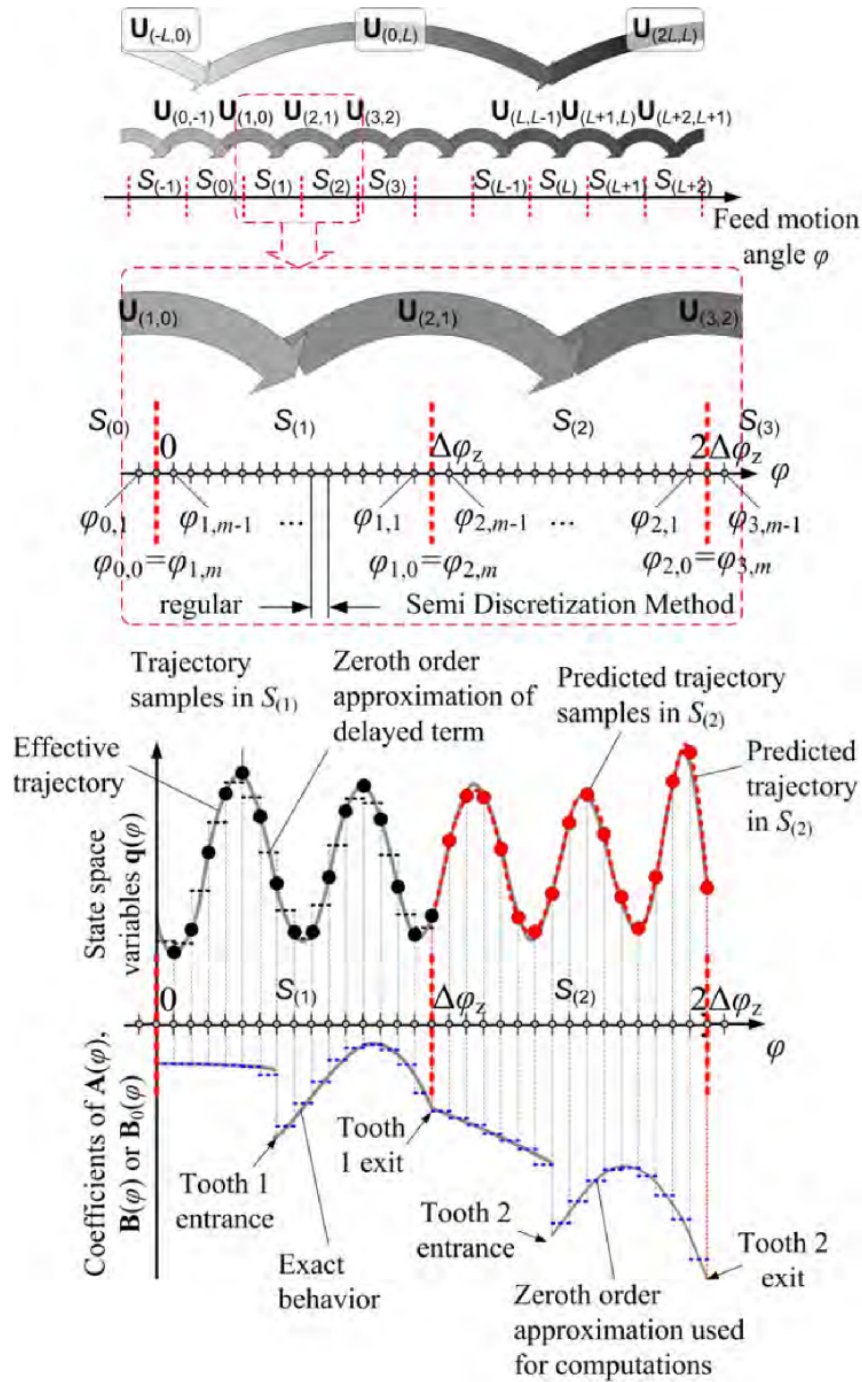 U(-L,0) U(0,L) U(2L,L)
U(0,-1) U(1,0) U(2,1) U(3,2) U(L,L-1) U(L+1,L) U(L+2,L+1)
S(-1) S(0) S(1) S(2) S(3) S(L-1) S(L) S(L+1) S(L+2)
Feed motion
angle φ
U(1,0) U(2,1) U(3,2)
S(0) S(1) S(2) S(3)
0 Δφz 2Δφz φ
φ0,1 φ1,m-1 ... φ1,1 φ2,m-1 ... φ2,1 φ3,m-1
φ0,0=φ1,m φ1,0=φ2,m φ2,0=φ3,m
regular Semi Discretization Method
Trajectory
samples in S(1)
Zeroth order
approximation of
delayed term
Predicted trajectory
samples in S(2)
Effective
trajectory
Predicted
trajectory
in S(2)
State space
variables q(φ)
0 S(1) Δφz S(2) 2Δφz
φ
Coefficients of A(φ),
B(φ) or B0(φ)
Tooth 1
entrance
Exact
behavior
Tooth
1 exit
Tooth 2
entrance
Zeroth order
approximation used
for computations
Tooth 2
exit